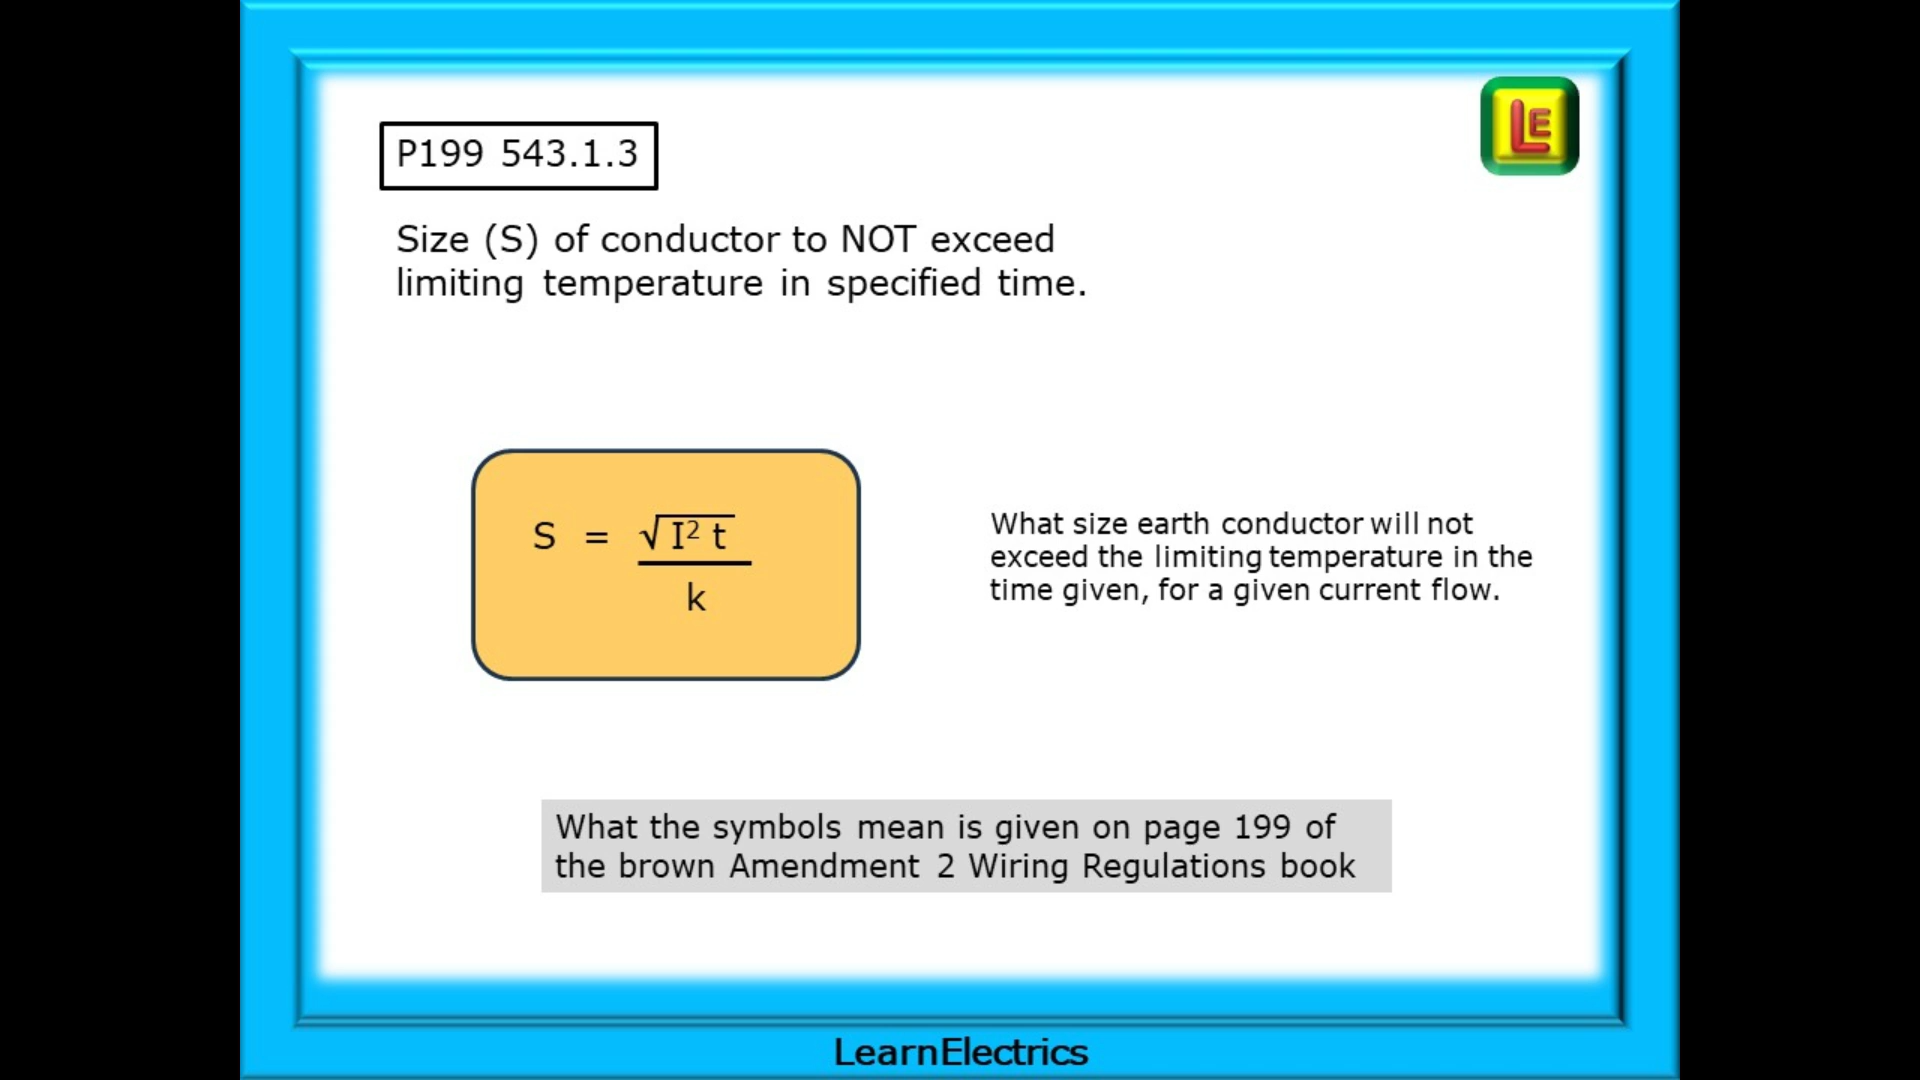 P199 543.1.3
LE
Size (S) of conductor to NOT exceed
limiting temperature in specified time.
S = √I² t
k
What size earth conductor will not
exceed the limiting temperature in the
time given, for a given current flow.
What the symbols mean is given on page 199 of
the brown Amendment 2 Wiring Regulations book
LearnElectrics